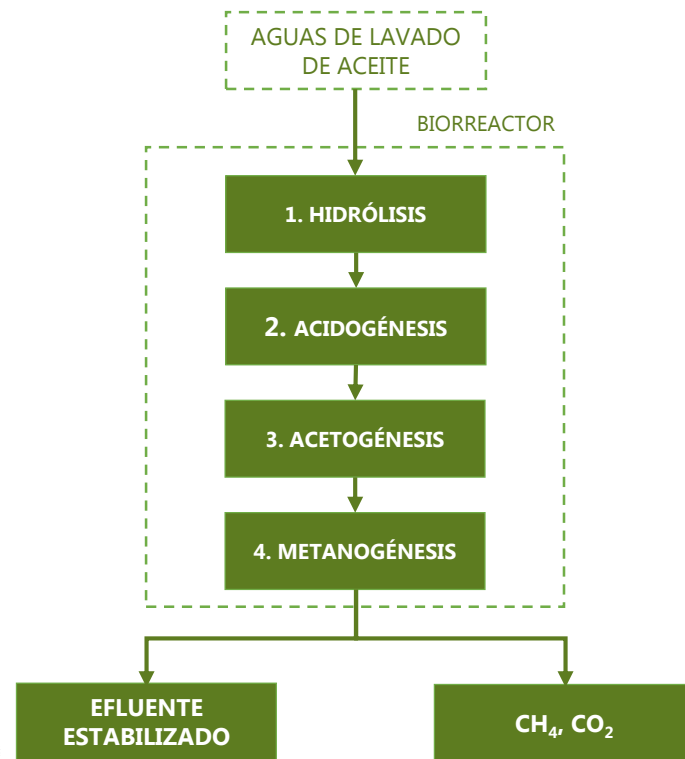 AGUAS DE LAVADO
DE ACEITE
BIORREACTOR
1. HIDRÓLISIS
2. ACIDOGÉNESIS
3. ACETOGÉNESIS
4. METANOGÉNESIS
EFLUENTE
ESTABILIZADO
CH₄, CO₂